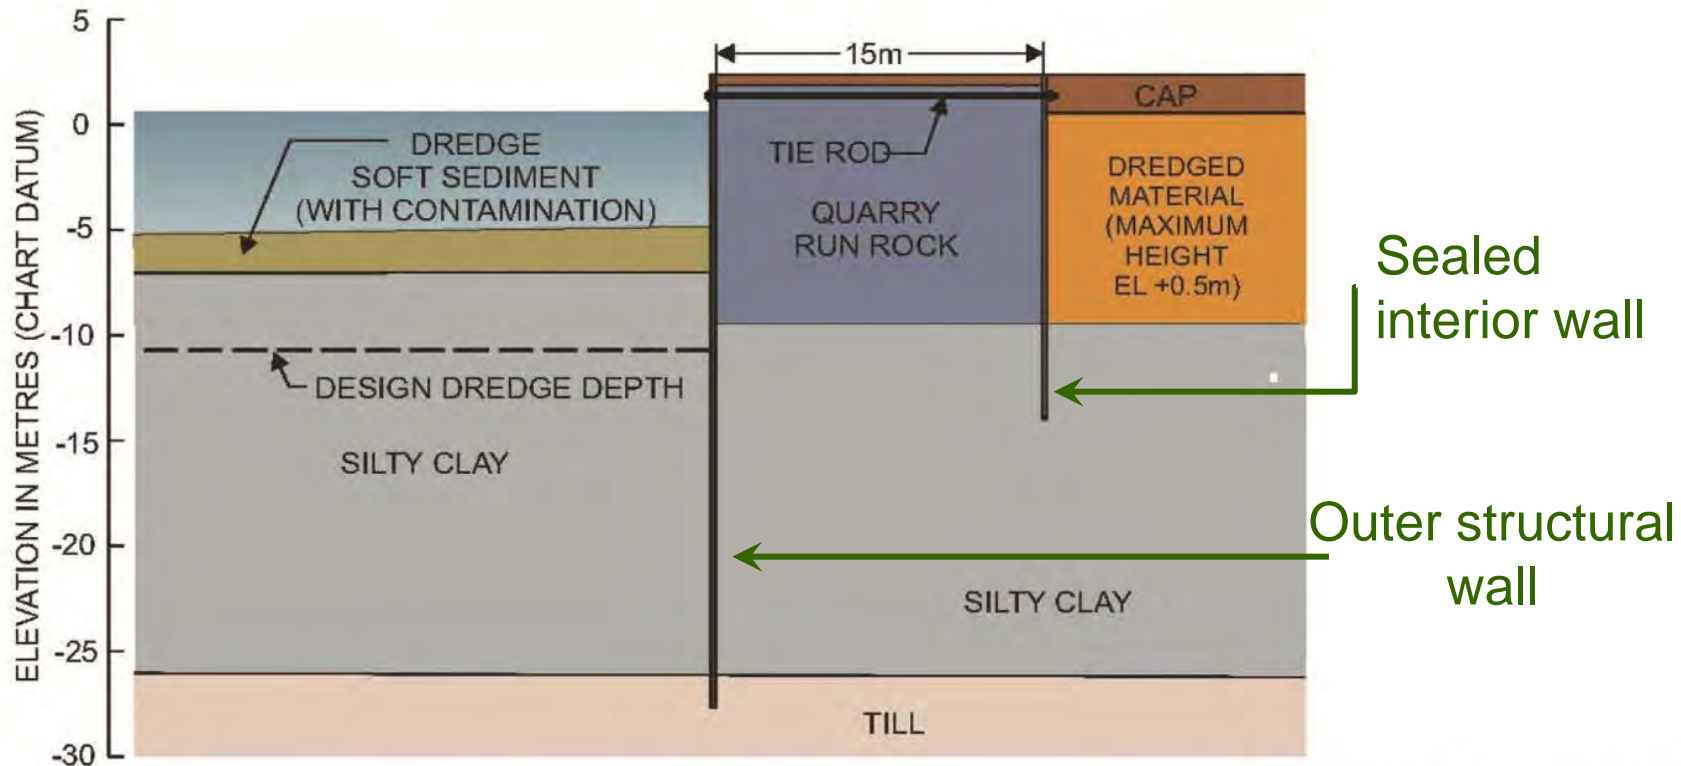 ELEVATION IN METRES (CHART DATUM)
5
0
-5
-10
-15
-20
-25
-30
15m
CAP
DREDGE
SOFT SEDIMENT
(WITH CONTAMINATION)
TIE ROD
QUARRY
RUN ROCK
DREDGED
MATERIAL
(MAXIMUM
HEIGHT
EL +0.5m)
Sealed
interior wall
DESIGN DREDGE DEPTH
SILTY CLAY
Outer structural
wall
SILTY CLAY
TILL